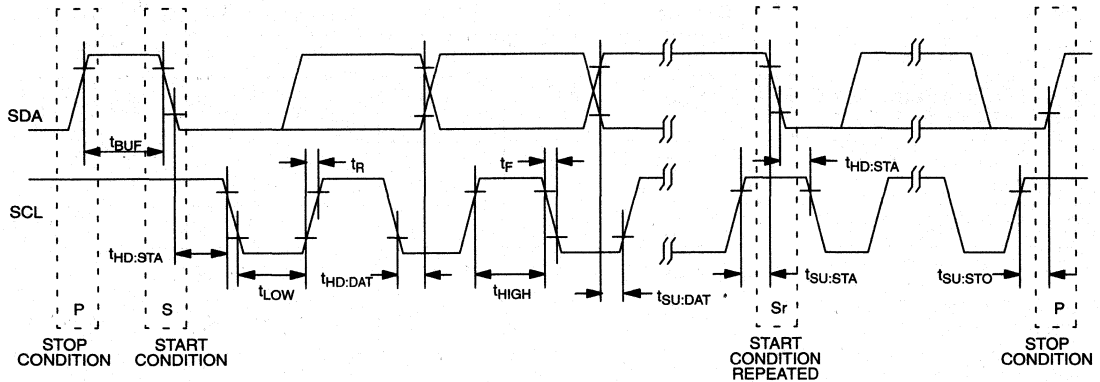 SDA
tBUF
tR
tF
tHD:STA
SCL
tHD:STA
tLOW
tHD:DAT
tHIGH
tSU:DAT
tSU:STA
tSU:STO
P
S
Sr
P
STOP
CONDITION
START
CONDITION
START
CONDITION
REPEATED
STOP
CONDITION